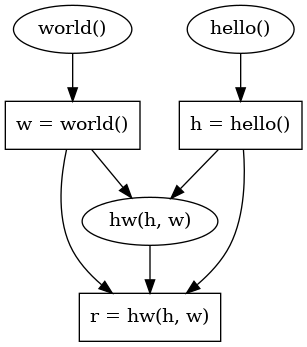 world()
hello()
w = world()
h = hello()
hw(h, w)
r = hw(h, w)